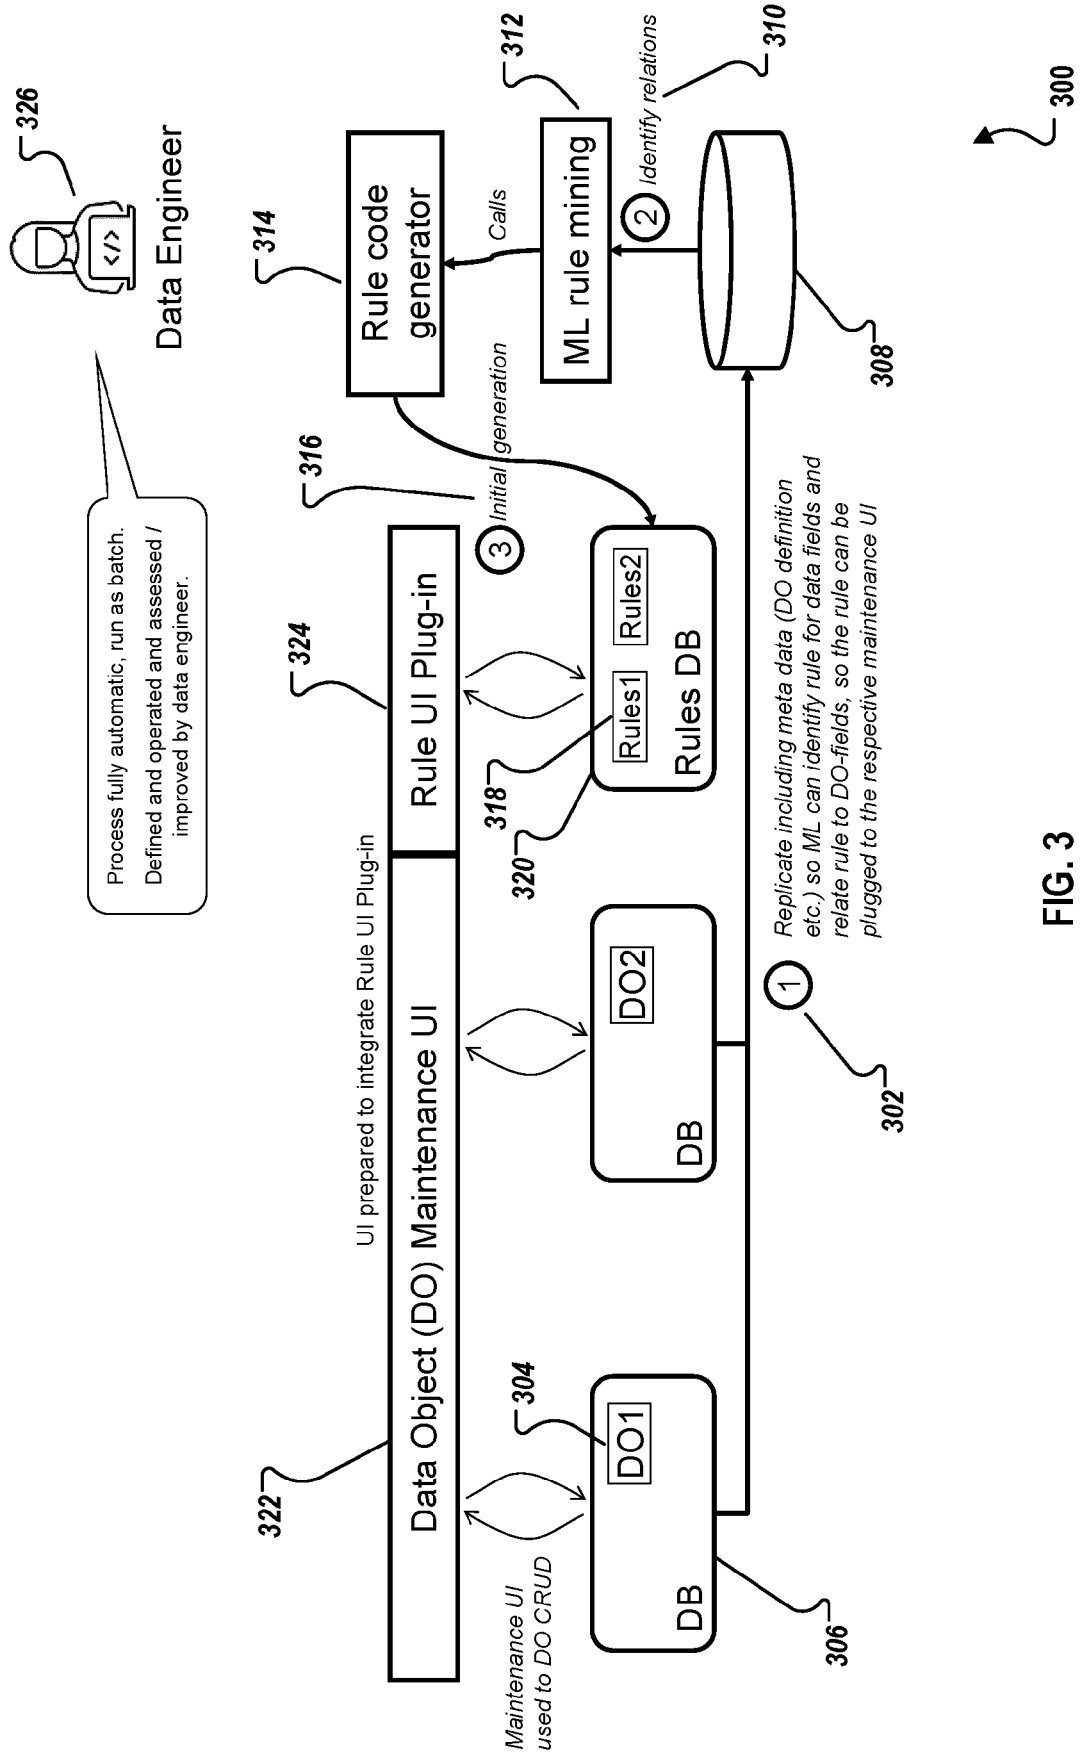 326
Data Engineer
Process fully automatic, run as batch.
Defined and operated and assessed /
improved by data engineer.
322
UI prepared to integrate Rule UI Plug-in
324
316
314
Data Object (DO) Maintenance UI
Rule UI Plug-in
Rule code
generator
Maintenance UI
used to DO CRUD
304
318
320
3
Initial generation
Calls
312
DO1
DB
DO2
DB
Rules1
Rules2
Rules DB
ML rule mining
2
Identify relations
310
306
302
1
Replicate including meta data (DO definition
etc.) so ML can identify rule for data fields and
relate rule to DO-fields, so the rule can be
plugged to the respective maintenance UI
308
300
FIG. 3